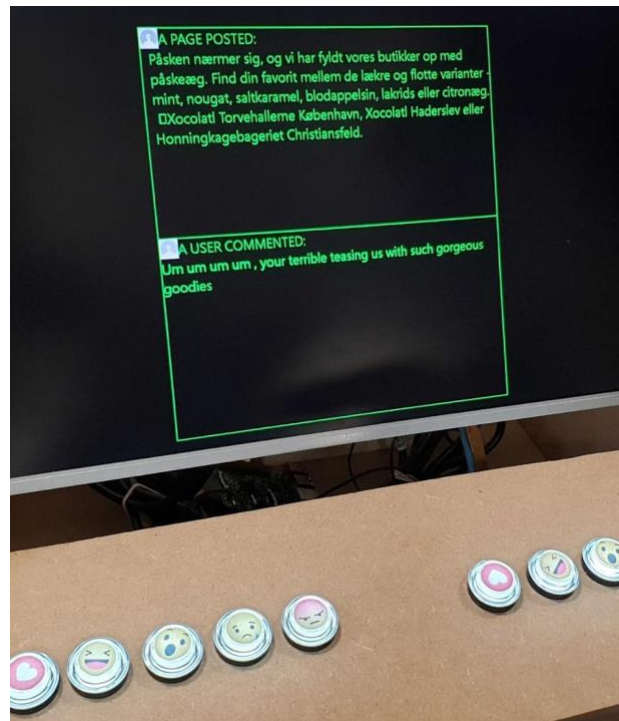 A PAGE POSTED:
Påsken nærmer sig, og vi har fyldt vores butikker op med
påskeæg. Find din favorit mellem de lækre og flotte varianter -
mint, nougat, saltkaramel, blodappelsin, lakrids eller citronæg.
▯Xocolatl Torvehallerne København, Xocolatl Haderslev eller
Honningkagebageriet Christiansfeld.
A USER COMMENTED:
Um um um um , your terrible teasing us with such gorgeous
goodies